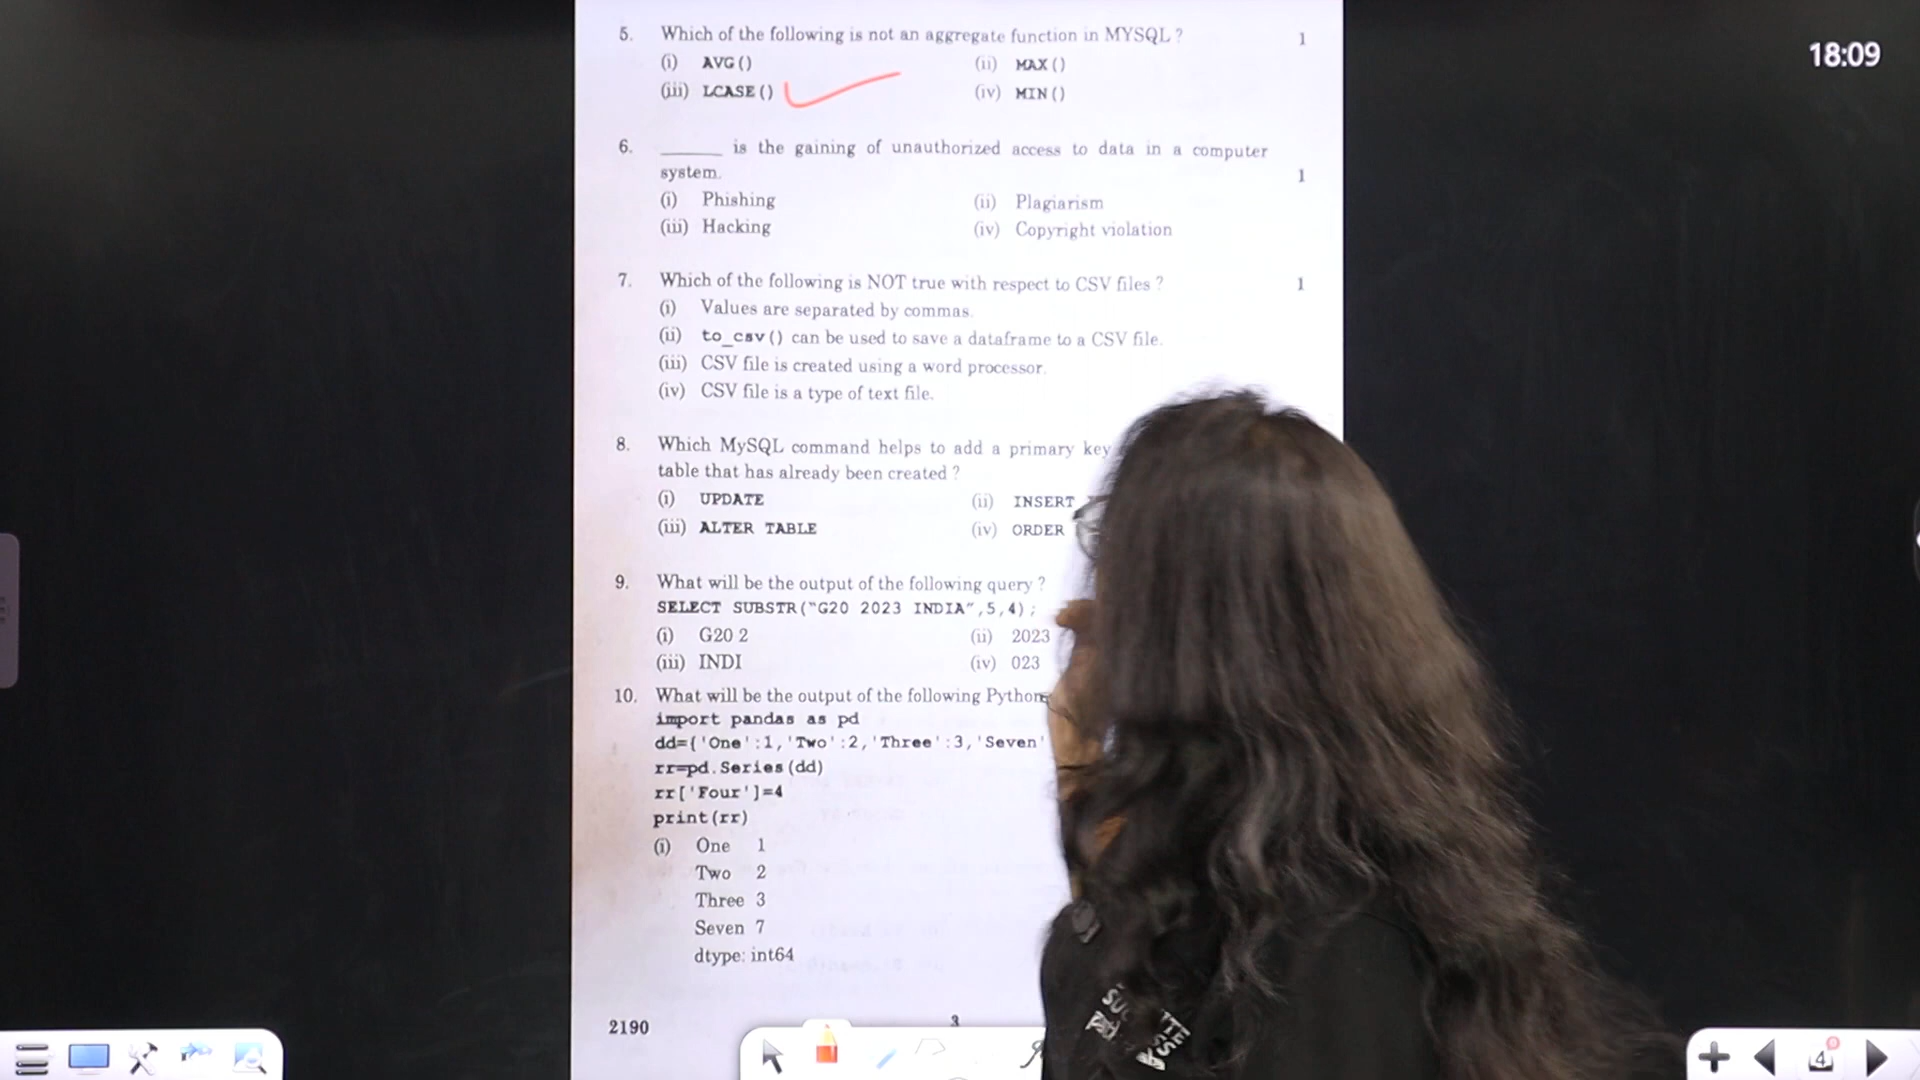 18:09
5. Which of the following is not an aggregate function in MYSQL ? 1
(i) AVG() (ii) MAX()
(iii) LCASE() (iv) MIN()
6. ______ is the gaining of unauthorized access to data in a computer
system. 1
(i) Phishing (ii) Plagiarism
(iii) Hacking (iv) Copyright violation
7. Which of the following is NOT true with respect to CSV files ? 1
(i) Values are separated by commas.
(ii) to_csv() can be used to save a dataframe to a CSV file.
(iii) CSV file is created using a word processor.
(iv) CSV file is a type of text file.
8. Which MySQL command helps to add a primary key
table that has already been created ?
(i) UPDATE (ii) INSERT
(iii) ALTER TABLE (iv) ORDER
9. What will be the output of the following query ?
SELECT SUBSTR("G20 2023 INDIA",5,4);
(i) G20 2 (ii) 2023
(iii) INDI (iv) 023
10. What will be the output of the following Python
import pandas as pd
dd={'One':1,'Two':2,'Three':3,'Seven'
rr=pd.Series(dd)
rr['Four']=4
print(rr)
(i) One 1
Two 2
Three 3
Seven 7
dtype: int64
2190 3
4